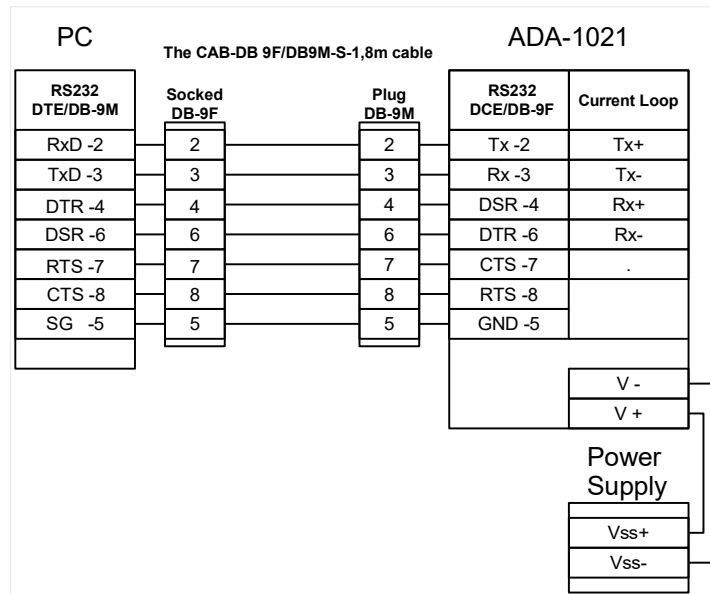 PC
The CAB-DB 9F/DB9M-S-1,8m cable
ADA-1021
RS232
DTE/DB-9M
Socked
DB-9F
Plug
DB-9M
RS232
DCE/DB-9F
Current Loop
RxD -2 2 2 Tx -2 Tx+
TxD -3 3 3 Rx -3 Tx-
DTR -4 4 4 DSR -4 Rx+
DSR -6 6 6 DTR -6 Rx-
RTS -7 7 7 CTS -7 .
CTS -8 8 8 RTS -8
SG -5 5 5 GND -5
V -
V +
Power
Supply
Vss+
Vss-